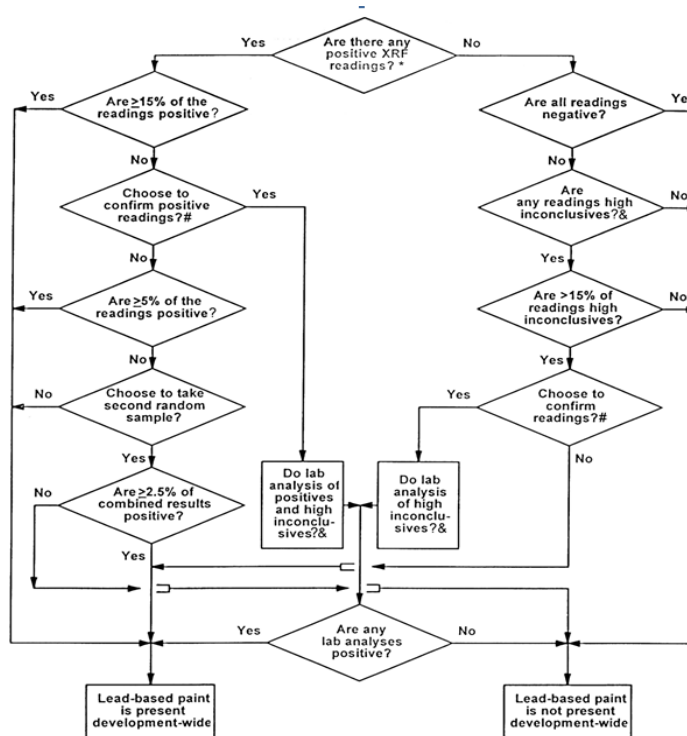 Are there any
positive XRF
readings? *
Yes
No
Are ≥15% of the
readings positive?
Yes
No
Are all readings
negative?
Ye
No
Choose to
confirm positive
readings?#
Yes
No
Are
any readings high
inconclusives?&
No
Yes
Are ≥5% of the
readings positive?
Yes
No
Are >15% of
readings high
inconclusives?
No
Yes
Choose to take
second random
sample?
No
Yes
Choose to
confirm
readings?#
Yes
No
Are ≥2.5% of
combined results
positive?
No
Yes
Do lab
analysis of
positives
and high
inconclu-
sives?&
Do lab
analysis
of high
inconclu-
sives?&
Are any
lab analyses
positive?
Yes
No
Lead-based paint
is present
development-wide
Lead-based paint
is not present
development-wide